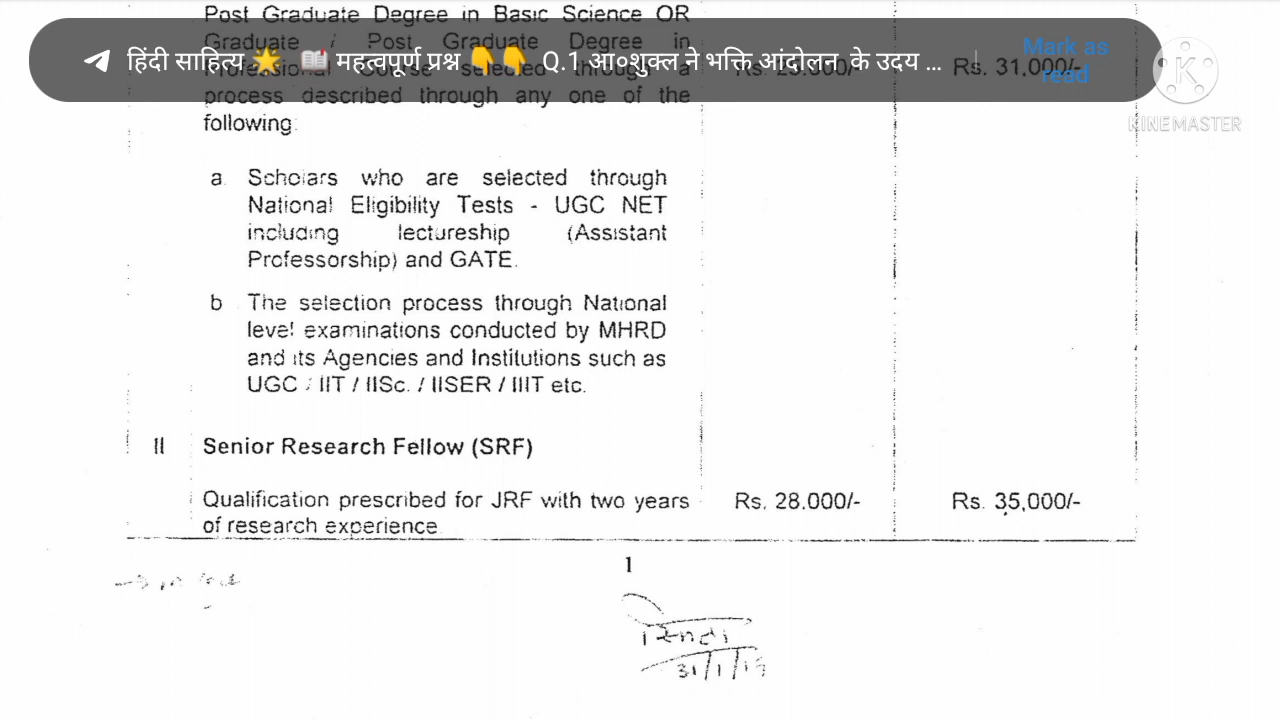 Post Graduate Degree in Basic Science OR
Graduate / Post Graduate Degree in
Professional Course selected through a
process described through any one of the
following
हिंदी साहित्य 🌟 📖 महत्वपूर्ण प्रश्न 👇👇 Q.1 आ०शुक्ल ने भक्ति आंदोलन के उदय ...
Mark as
read
Rs. 31,000/-
KINEMASTER
a. Scholars who are selected through
National Eligibility Tests - UGC NET
including lectureship (Assistant
Professorship) and GATE.
b The selection process through National
level examinations conducted by MHRD
and its Agencies and Institutions such as
UGC / IIT / IISc. / IISER / IIIT etc.
II Senior Research Fellow (SRF)
Qualification prescribed for JRF with two years Rs. 28.000/- Rs. 35,000/-
of research experience
1
31/1/19